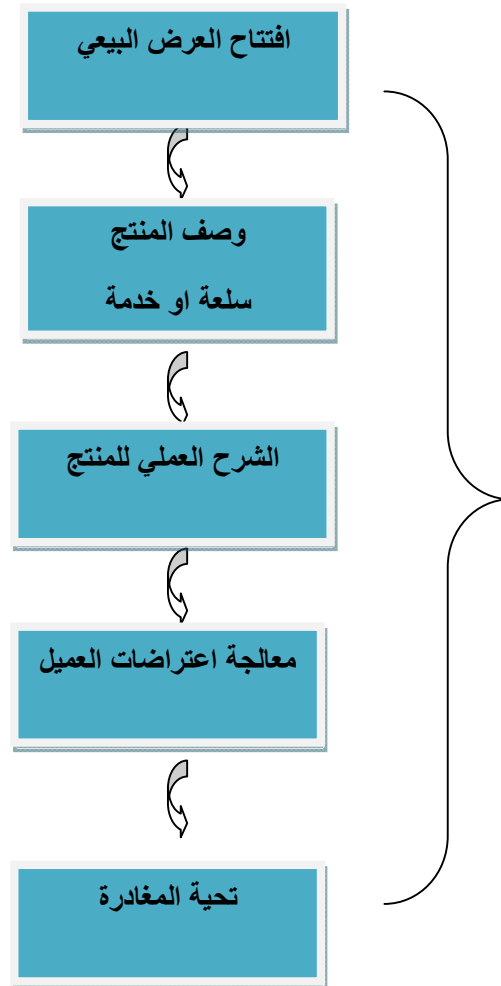 افتتاح العرض البيعي
وصف المنتج
سلعة او خدمة
الشرح العملي للمنتج
معالجة اعتراضات العميل
تحية المغادرة